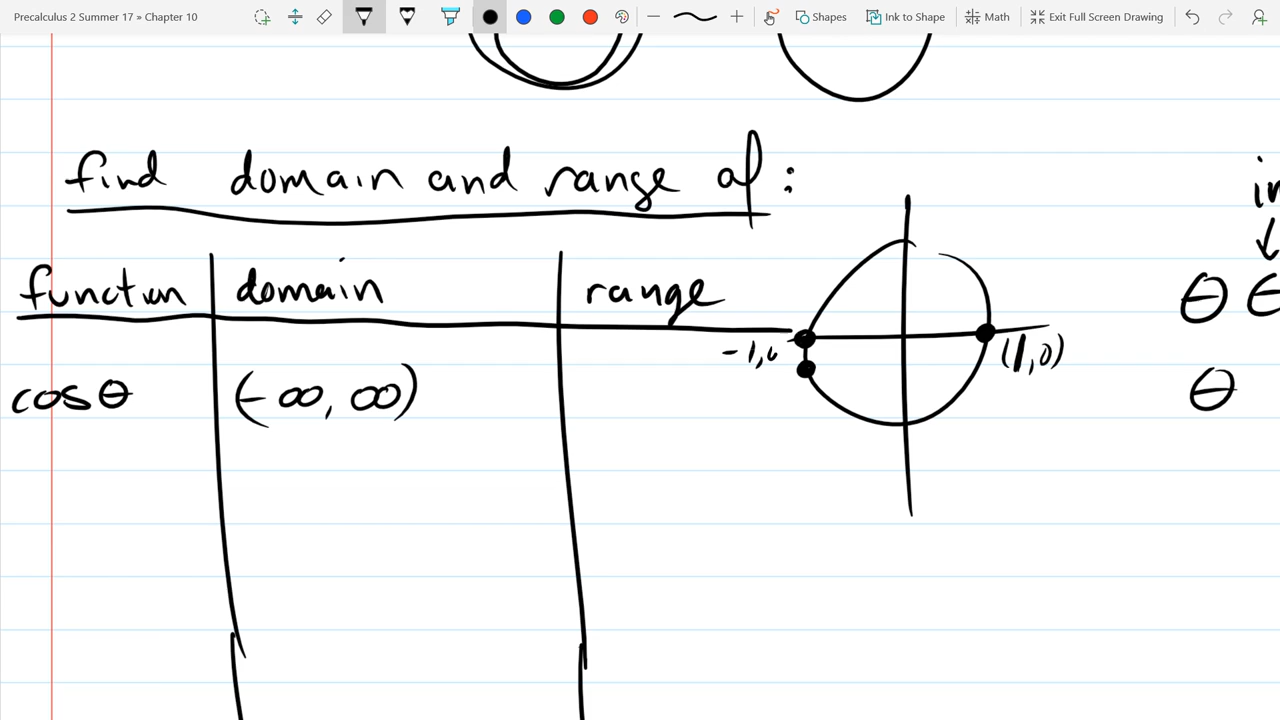 Precalculus 2 Summer 17 » Chapter 10
Shapes
Ink to Shape
Math
Exit Full Screen Drawing
find domain and range of:
function domain range
cosθ (-∞, ∞)
-1,0
(1,0)
θ θ
θ